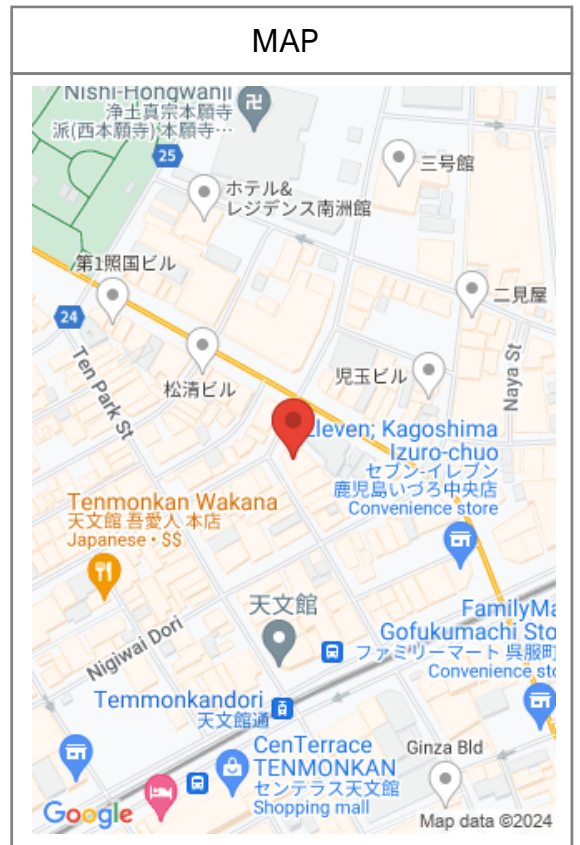 MAP
Nishi-Hongwanji
浄土真宗本願寺
派(西本願寺) 本願寺…
25
三号館
ホテル&
レジデンス南洲館
第1照国ビル
二見屋
24
Ten Park St
松清ビル
児玉ビル
Naya St
Eleven; Kagoshima
Izuro-chuo
セブン-イレブン
鹿児島いづろ中央店
Convenience store
Tenmonkan Wakana
天文館 吾愛人 本店
Japanese • $$
天文館
FamilyMa
Gofukumachi Sto
ファミリーマート 呉服町
Convenience sto
Nigiwai Dori
Temmonkandori
天文館通
CenTerrace
TENMONKAN
センテラス天文館
Shopping mall
Ginza Bld
Google
Map data ©2024